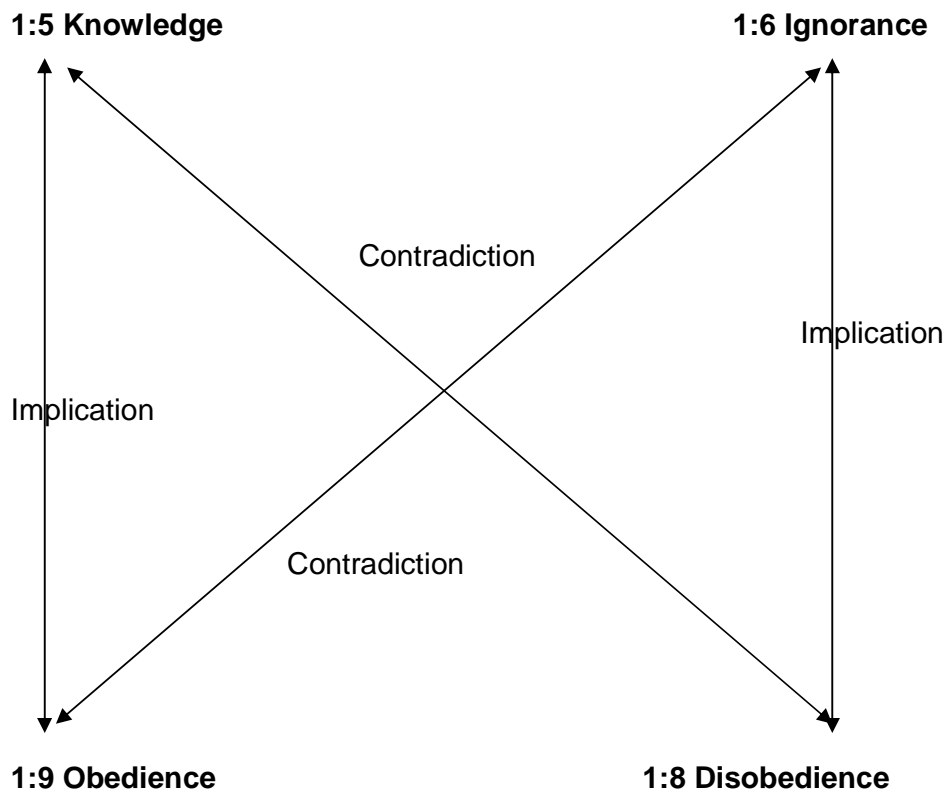 1:5 Knowledge
1:6 Ignorance
Contradiction
Implication
Implication
Contradiction
1:9 Obedience
1:8 Disobedience